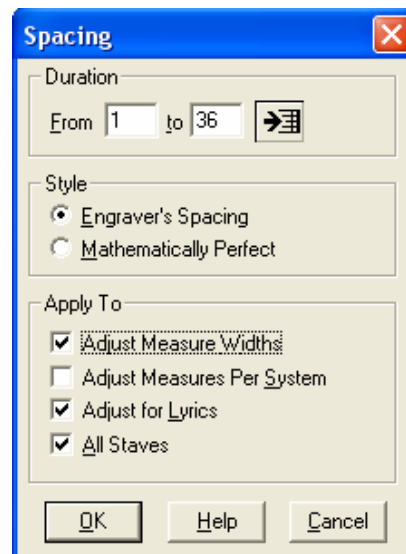 Spacing
Duration
From 1 to 36
Style
Engraver's Spacing
Mathematically Perfect
Apply To
Adjust Measure Widths
Adjust Measures Per System
Adjust for Lyrics
All Staves
OK Help Cancel